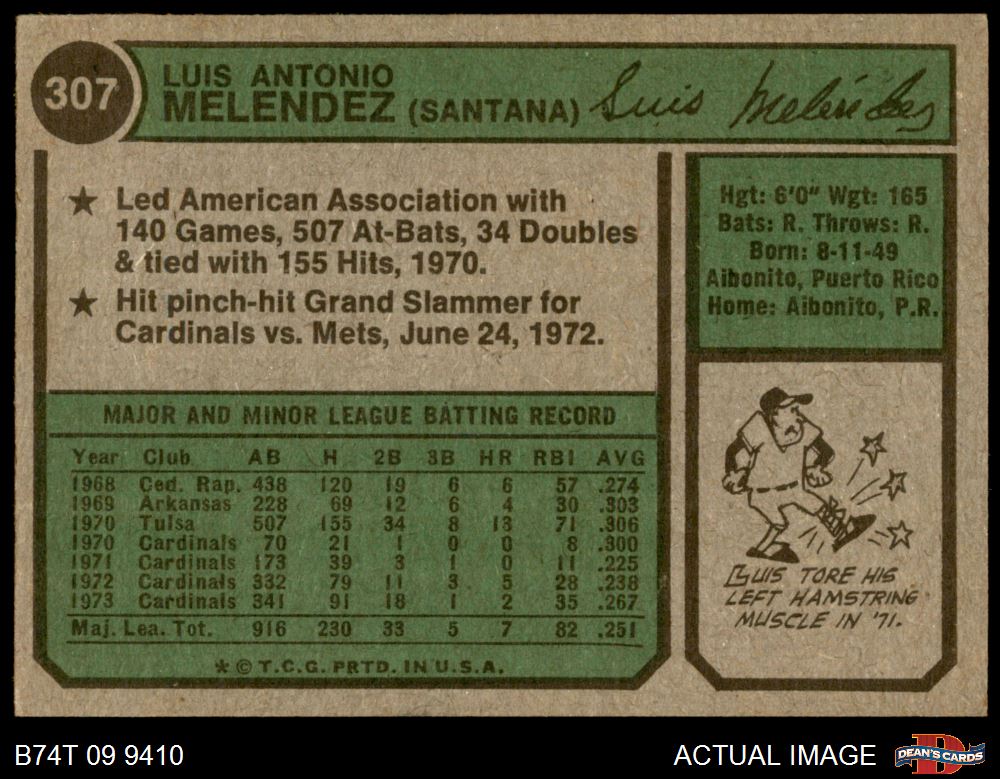 307
LUIS ANTONIO
MELENDEZ (SANTANA) Luis Meléndez
★ Led American Association with
140 Games, 507 At-Bats, 34 Doubles
& tied with 155 Hits, 1970.
★ Hit pinch-hit Grand Slammer for
Cardinals vs. Mets, June 24, 1972.
Hgt: 6'0" Wgt: 165
Bats: R. Throws: R.
Born: 8-11-49
Aibonito, Puerto Rico
Home: Aibonito, P.R.
MAJOR AND MINOR LEAGUE BATTING RECORD
Year Club AB H 2B 3B HR RBI AVG
1968 Ced. Rap. 438 120 19 6 6 57 .274
1969 Arkansas 228 69 12 6 4 30 .303
1970 Tulsa 507 155 34 8 13 71 .306
1970 Cardinals 70 21 1 0 0 8 .300
1971 Cardinals 173 39 3 1 0 11 .225
1972 Cardinals 332 79 11 3 5 28 .238
1973 Cardinals 341 91 18 1 2 35 .267
Maj. Lea. Tot. 916 230 33 5 7 82 .251
* © T.C.G. PRTD. IN U.S.A.
LUIS TORE HIS
LEFT HAMSTRING
MUSCLE IN '71.
B74T 09 9410
ACTUAL IMAGE
DEAN'S CARDS